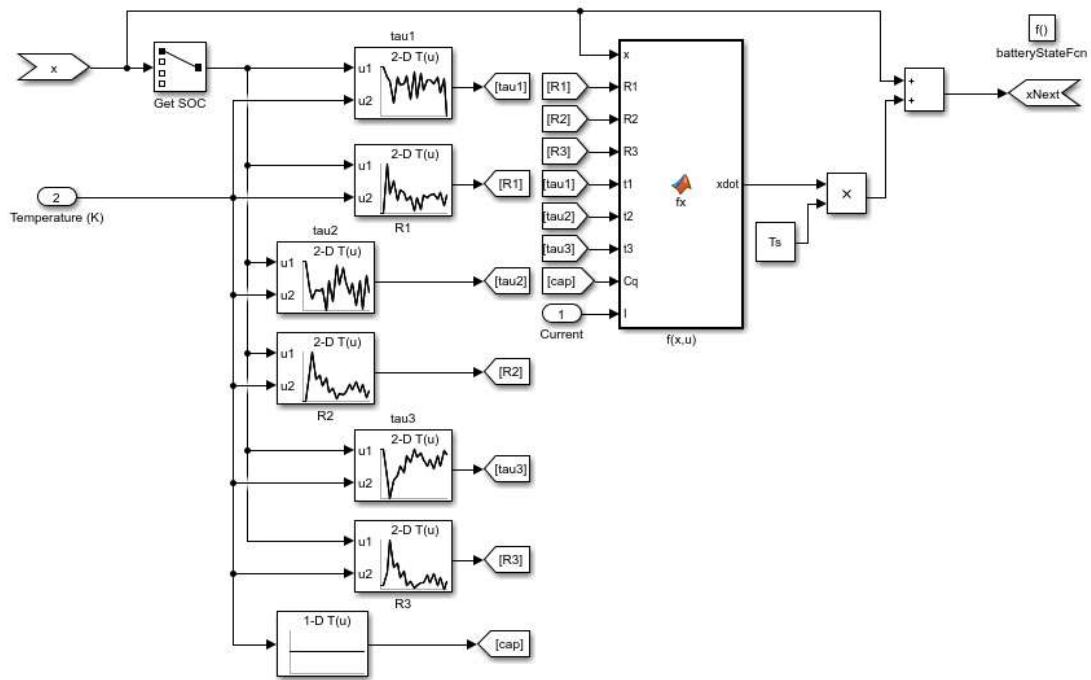 x
Get SOC
2
Temperature (K)
tau1
2-D T(u)
u1
u2
[tau1]
2-D T(u)
u1
u2
R1
[R1]
tau2
2-D T(u)
u1
u2
[tau2]
2-D T(u)
u1
u2
R2
[R2]
tau3
2-D T(u)
u1
u2
[tau3]
2-D T(u)
u1
u2
R3
[R3]
1-D T(u)
[cap]
[R1]
[R2]
[R3]
[tau1]
[tau2]
[tau3]
[cap]
1
Current
x
R1
R2
R3
t1
t2
t3
Cq
I
fx
xdot
f(x,u)
Ts
×
+
+
f()
batteryStateFcn
xNext